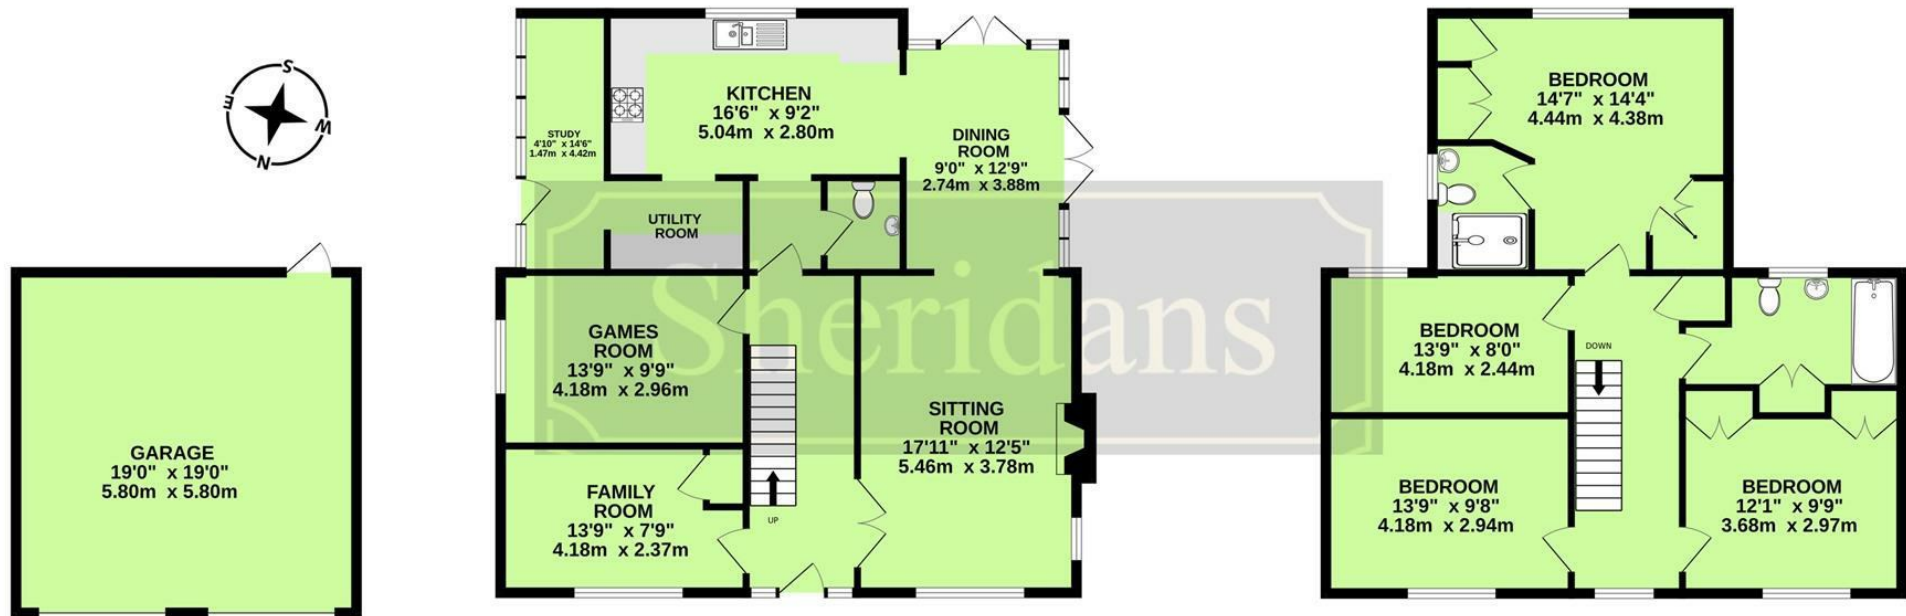 S
E
W
N
GARAGE
19'0" x 19'0"
5.80m x 5.80m
STUDY
4'10" x 14'6"
1.47m x 4.42m
KITCHEN
16'6" x 9'2"
5.04m x 2.80m
DINING
ROOM
9'0" x 12'9"
2.74m x 3.88m
UTILITY
ROOM
GAMES
ROOM
13'9" x 9'9"
4.18m x 2.96m
SITTING
ROOM
17'11" x 12'5"
5.46m x 3.78m
FAMILY
ROOM
13'9" x 7'9"
4.18m x 2.37m
UP
Sheridans
BEDROOM
14'7" x 14'4"
4.44m x 4.38m
BEDROOM
13'9" x 8'0"
4.18m x 2.44m
DOWN
BEDROOM
13'9" x 9'8"
4.18m x 2.94m
BEDROOM
12'1" x 9'9"
3.68m x 2.97m